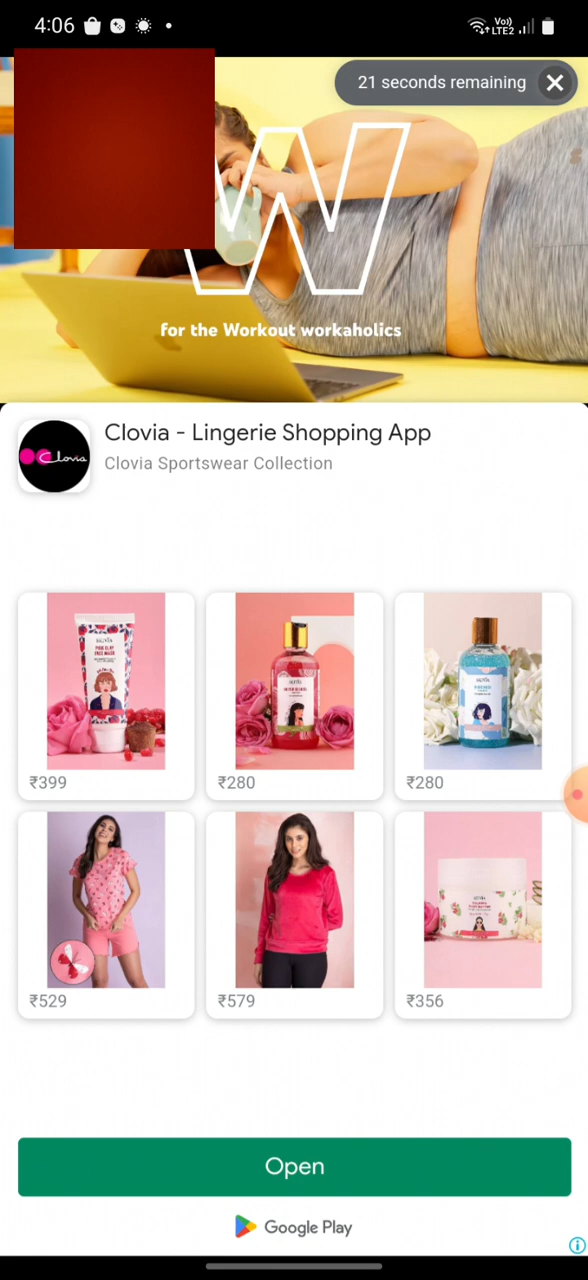 4:06
Vo))
LTE2
21 seconds remaining
W
for the Workout workaholics
Clovia
Clovia - Lingerie Shopping App
Clovia Sportswear Collection
₹399
₹280
₹280
₹529
₹579
₹356
Open
Google Play